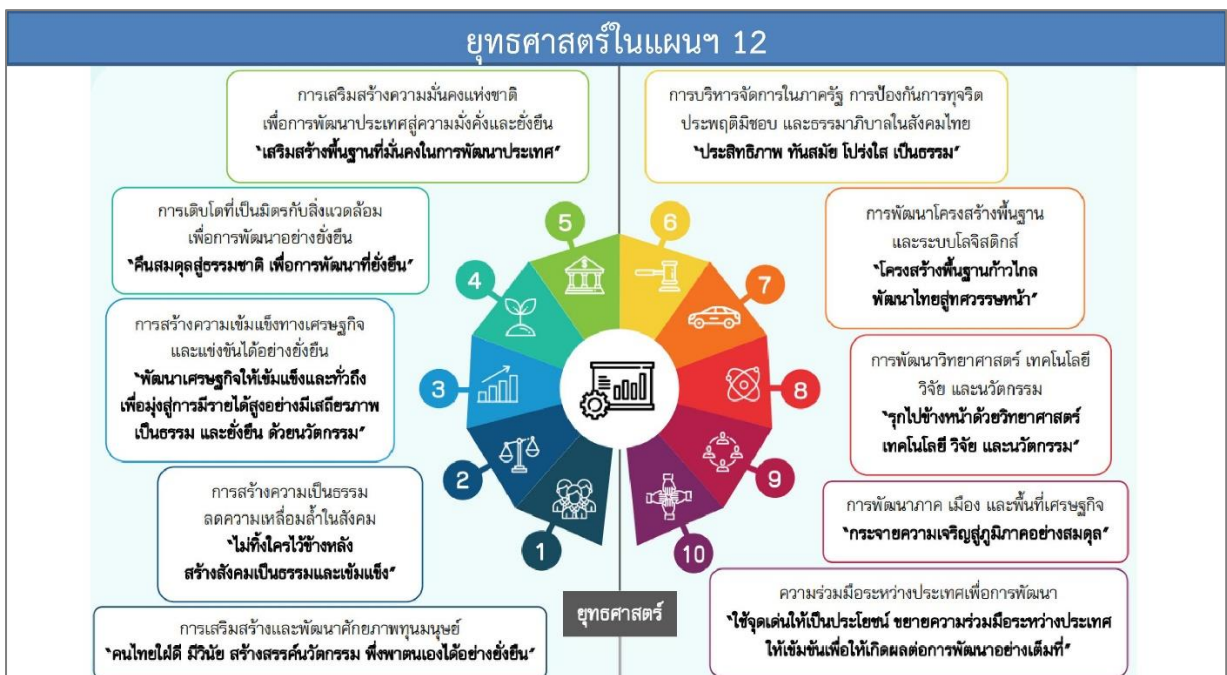 ยุทธศาสตร์ในแผนฯ 12
การเสริมสร้างความมั่นคงแห่งชาติ
เพื่อการพัฒนาประเทศสู่ความมั่งคั่งและยั่งยืน
“เสริมสร้างพื้นฐานที่มั่นคงในการพัฒนาประเทศ”
การเติบโตที่เป็นมิตรกับสิ่งแวดล้อม
เพื่อการพัฒนาอย่างยั่งยืน
“คืนสมดุลสู่ธรรมชาติ เพื่อการพัฒนาที่ยั่งยืน”
การสร้างความเข้มแข็งทางเศรษฐกิจ
และแข่งขันได้อย่างยั่งยืน
“พัฒนาเศรษฐกิจให้เข้มแข็งและทั่วถึง
เพื่อมุ่งสู่การมีรายได้สูงอย่างมีเสถียรภาพ
เป็นธรรม และยั่งยืน ด้วยนวัตกรรม”
การสร้างความเป็นธรรม
ลดความเหลื่อมล้ำในสังคม
“ไม่ทิ้งใครไว้ข้างหลัง
สร้างสังคมเป็นธรรมและเข้มแข็ง”
การเสริมสร้างและพัฒนาศักยภาพทุนมนุษย์
“คนไทยใฝ่ดี มีวินัย สร้างสรรค์นวัตกรรม พึ่งพาตนเองได้อย่างยั่งยืน”
5
4
3
2
1
6
7
8
9
10
ยุทธศาสตร์
การบริหารจัดการในภาครัฐ การป้องกันการทุจริต
ประพฤติมิชอบ และธรรมาภิบาลในสังคมไทย
“ประสิทธิภาพ ทันสมัย โปร่งใส เป็นธรรม”
การพัฒนาโครงสร้างพื้นฐาน
และระบบโลจิสติกส์
“โครงสร้างพื้นฐานก้าวไกล
พัฒนาไทยสู่ทศวรรษหน้า”
การพัฒนาวิทยาศาสตร์ เทคโนโลยี
วิจัย และนวัตกรรม
“รุกไปข้างหน้าด้วยวิทยาศาสตร์
เทคโนโลยี วิจัย และนวัตกรรม”
การพัฒนาภาค เมือง และพื้นที่เศรษฐกิจ
“กระจายความเจริญสู่ภูมิภาคอย่างสมดุล”
ความร่วมมือระหว่างประเทศเพื่อการพัฒนา
“ใช้จุดเด่นให้เป็นประโยชน์ ขยายความร่วมมือระหว่างประเทศ
ให้เข้มข้นเพื่อให้เกิดผลต่อการพัฒนาอย่างเต็มที่”